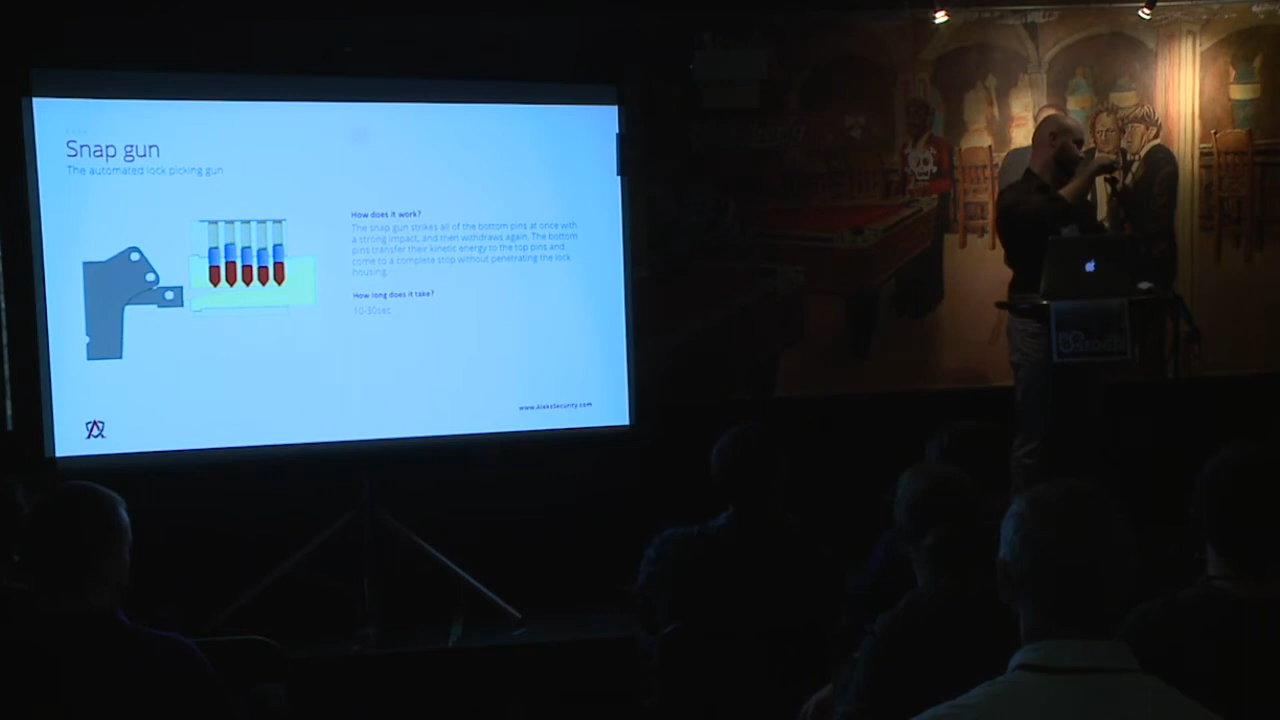 Snap gun
The automated lock picking gun
How does it work?
The snap gun strikes all of the bottom pins at once with
a strong impact, and then withdraws again. The bottom
pins transfer their kinetic energy to the top pins and
come to a complete stop without penetrating the lock
housing.
How long does it take?
10-30sec
www.AleksSecurity.com